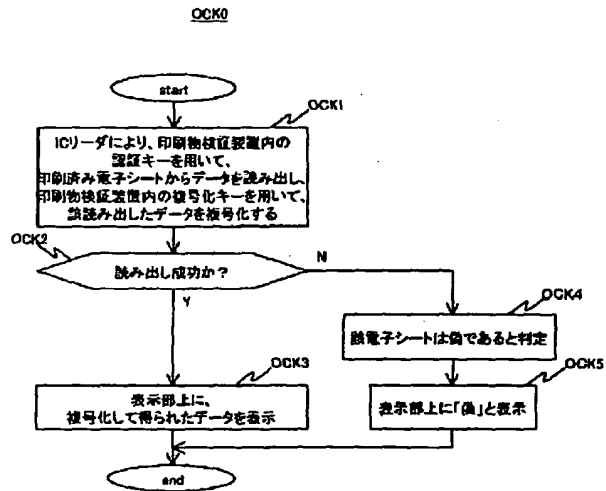 OCK0
start
OCK1
ICリーダにより、印刷物検証装置内の
認証キーを用いて、
印刷済み電子シートからデータを読み出し、
印刷物検証装置内の復号化キーを用いて、
該読み出したデータを復号化する
OCK2
読み出し成功か？
N
Y
OCK4
該電子シートは偽であると判定
OCK3
表示部上に、
復号化して得られたデータを表示
OCK5
表示部上に「偽」と表示
end